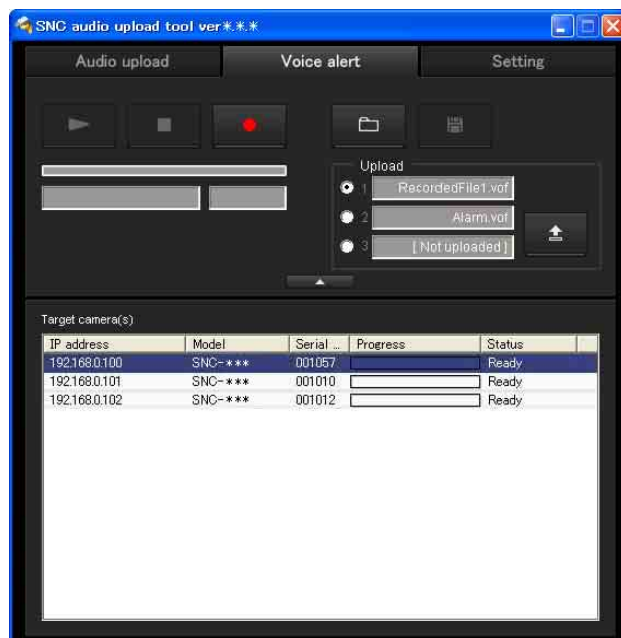 SNC audio upload tool ver*.*.*
Audio upload Voice alert Setting
Upload
1 RecordedFile1.vof
2 Alarm.vof
3 [ Not uploaded ]
Target camera(s)
IP address Model Serial ... Progress Status
192.168.0.100 SNC-*** 001057 Ready
192.168.0.101 SNC-*** 001010 Ready
192.168.0.102 SNC-*** 001012 Ready